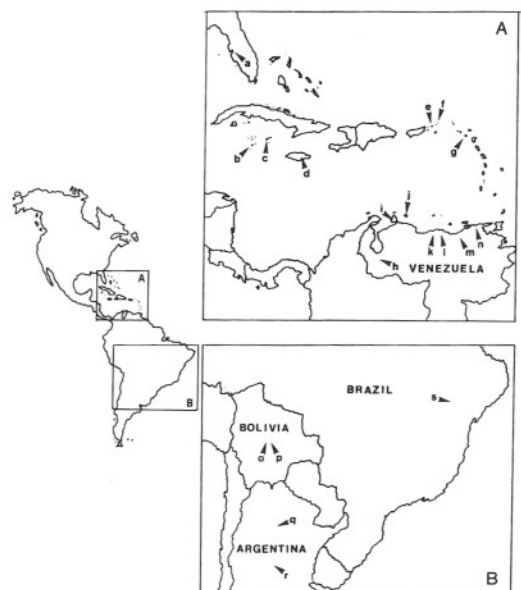 A
a
e f
b c
d
g
j
i
k l m n
h VENEZUELA
A
B
BRAZIL
s
BOLIVIA
o p
q
ARGENTINA
r
B